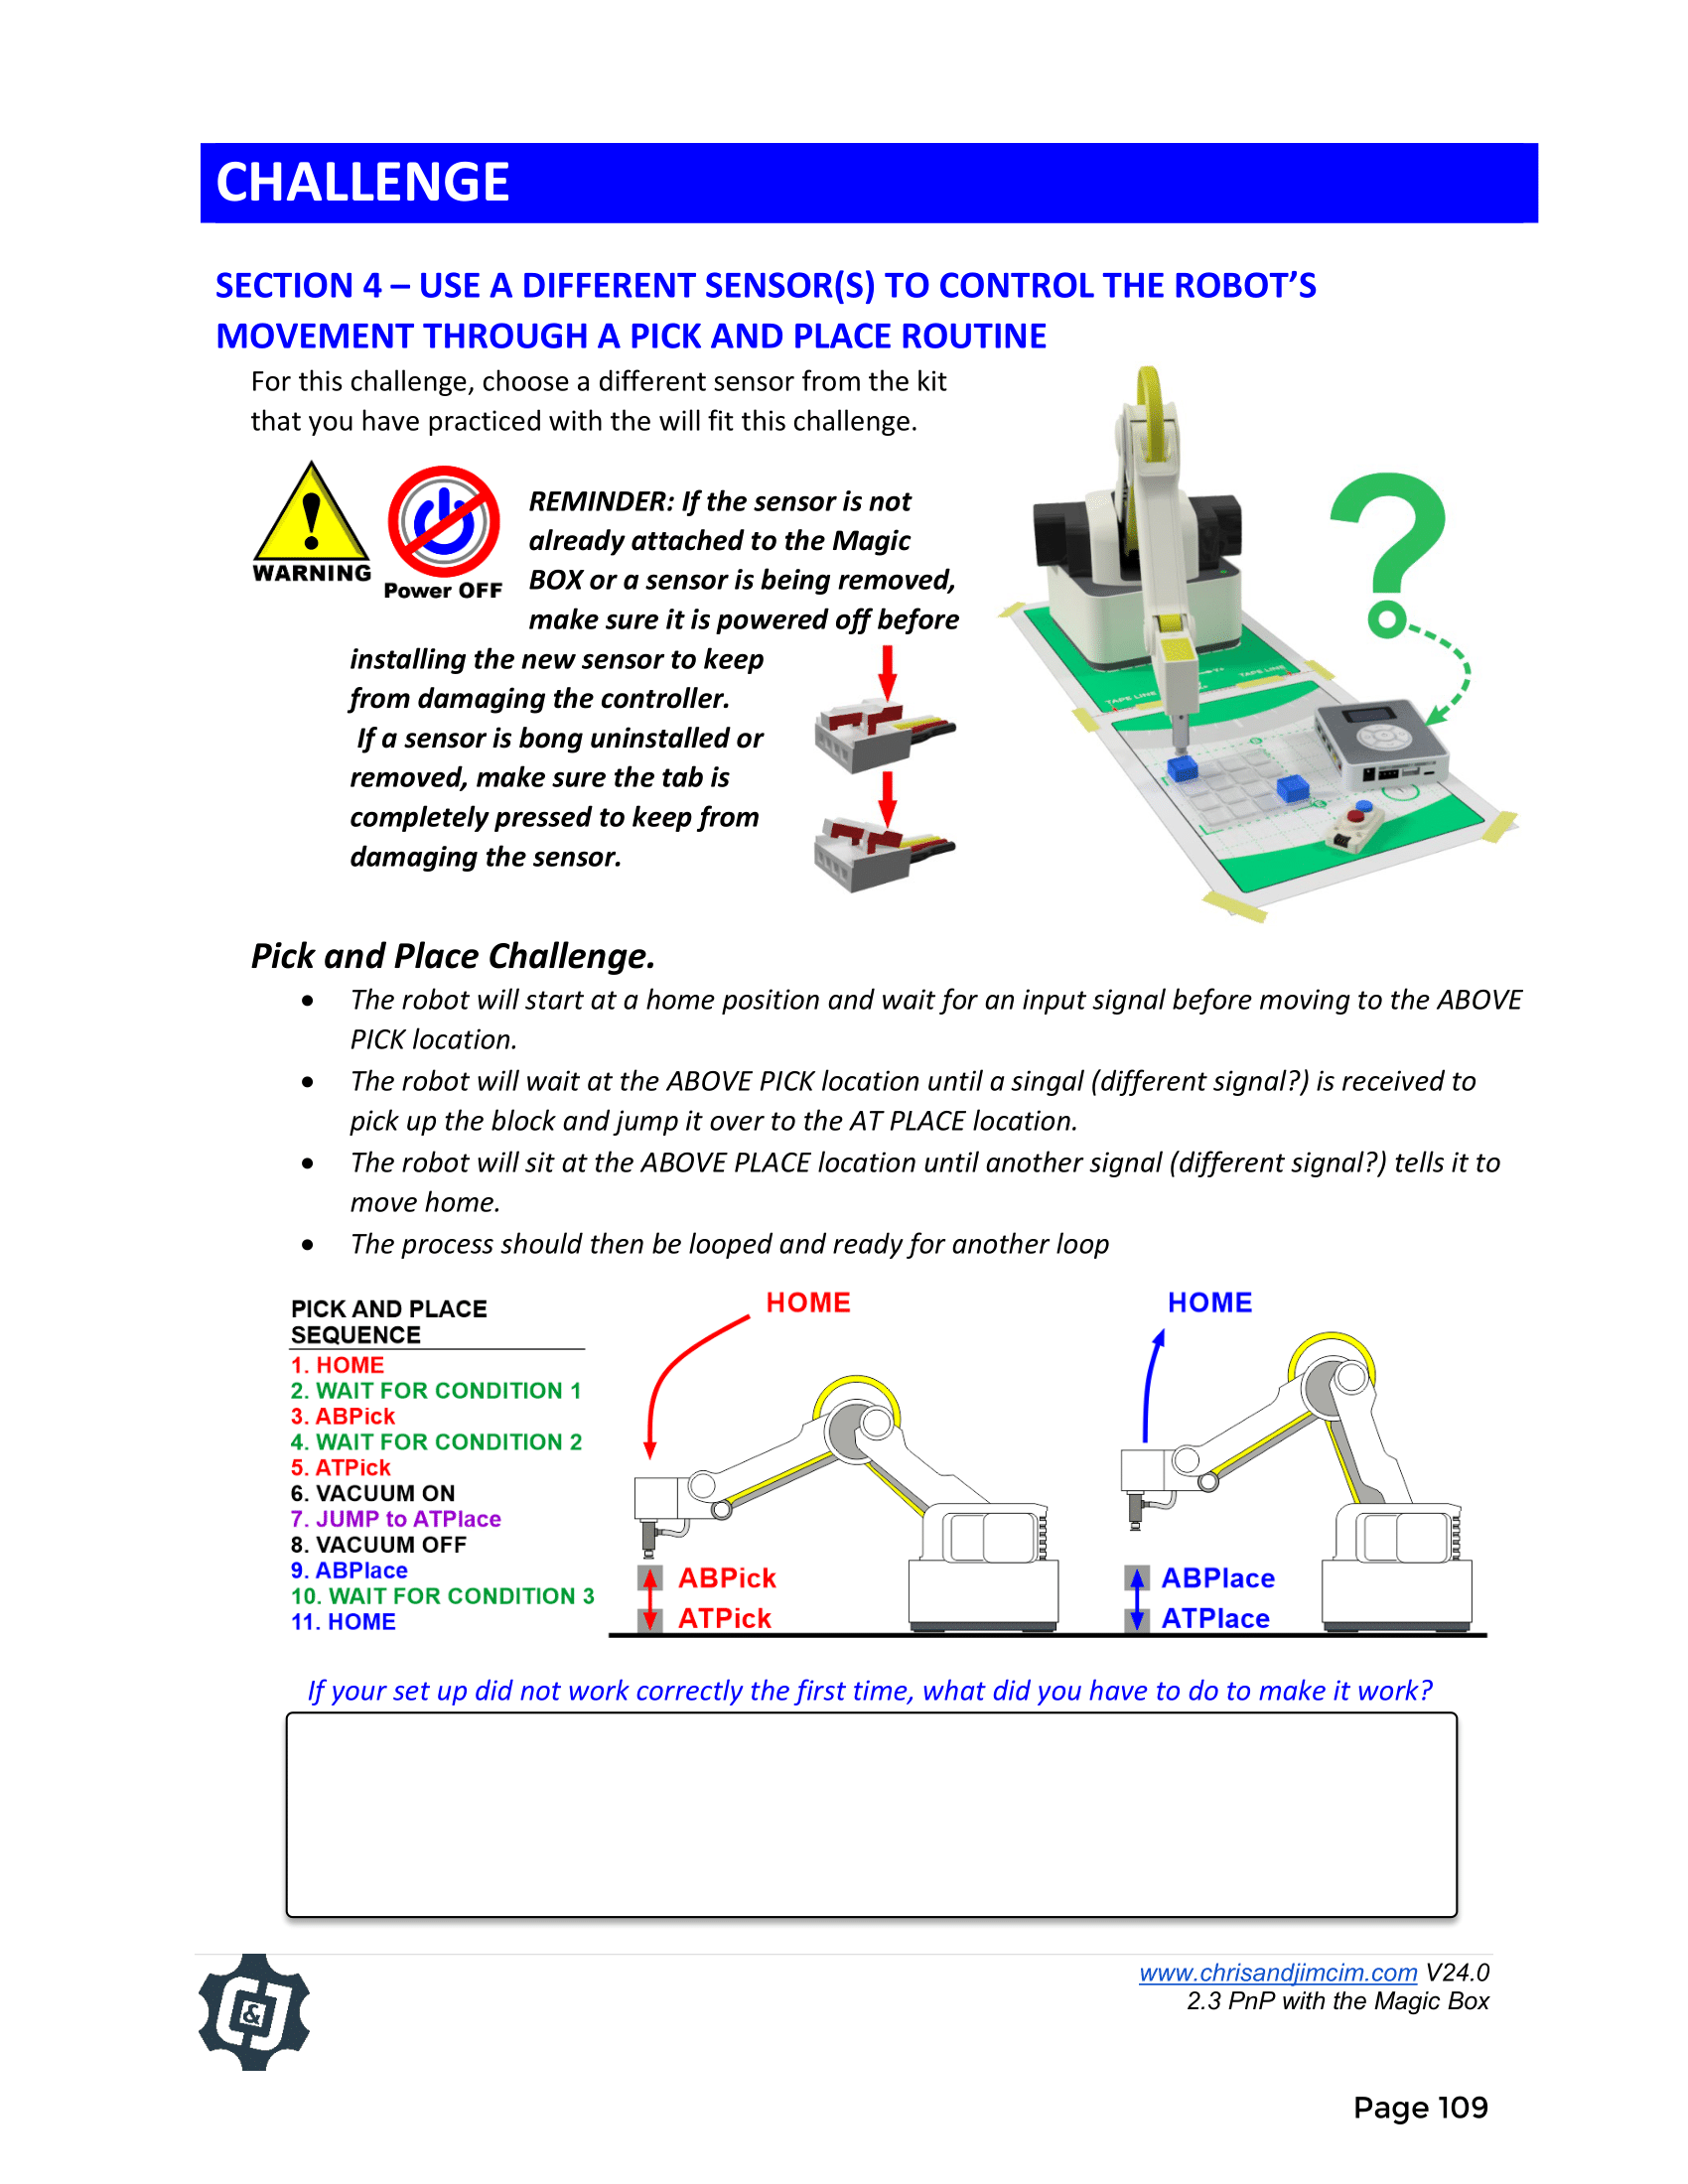 CHALLENGE
SECTION 4 – USE A DIFFERENT SENSOR(S) TO CONTROL THE ROBOT’S
MOVEMENT THROUGH A PICK AND PLACE ROUTINE
For this challenge, choose a different sensor from the kit
that you have practiced with the will fit this challenge.
WARNING
Power OFF
REMINDER: If the sensor is not
already attached to the Magic
BOX or a sensor is being removed,
make sure it is powered off before
installing the new sensor to keep
from damaging the controller.
If a sensor is bong uninstalled or
removed, make sure the tab is
completely pressed to keep from
damaging the sensor.
?
TAPE LINE
TAPE LINE
Pick and Place Challenge.
• The robot will start at a home position and wait for an input signal before moving to the ABOVE
PICK location.
• The robot will wait at the ABOVE PICK location until a singal (different signal?) is received to
pick up the block and jump it over to the AT PLACE location.
• The robot will sit at the ABOVE PLACE location until another signal (different signal?) tells it to
move home.
• The process should then be looped and ready for another loop
PICK AND PLACE
SEQUENCE
1. HOME
2. WAIT FOR CONDITION 1
3. ABPick
4. WAIT FOR CONDITION 2
5. ATPick
6. VACUUM ON
7. JUMP to ATPlace
8. VACUUM OFF
9. ABPlace
10. WAIT FOR CONDITION 3
11. HOME
HOME
ABPick
ATPick
HOME
ABPlace
ATPlace
If your set up did not work correctly the first time, what did you have to do to make it work?
C&J
www.chrisandjimcim.com V24.0
2.3 PnP with the Magic Box
Page 109